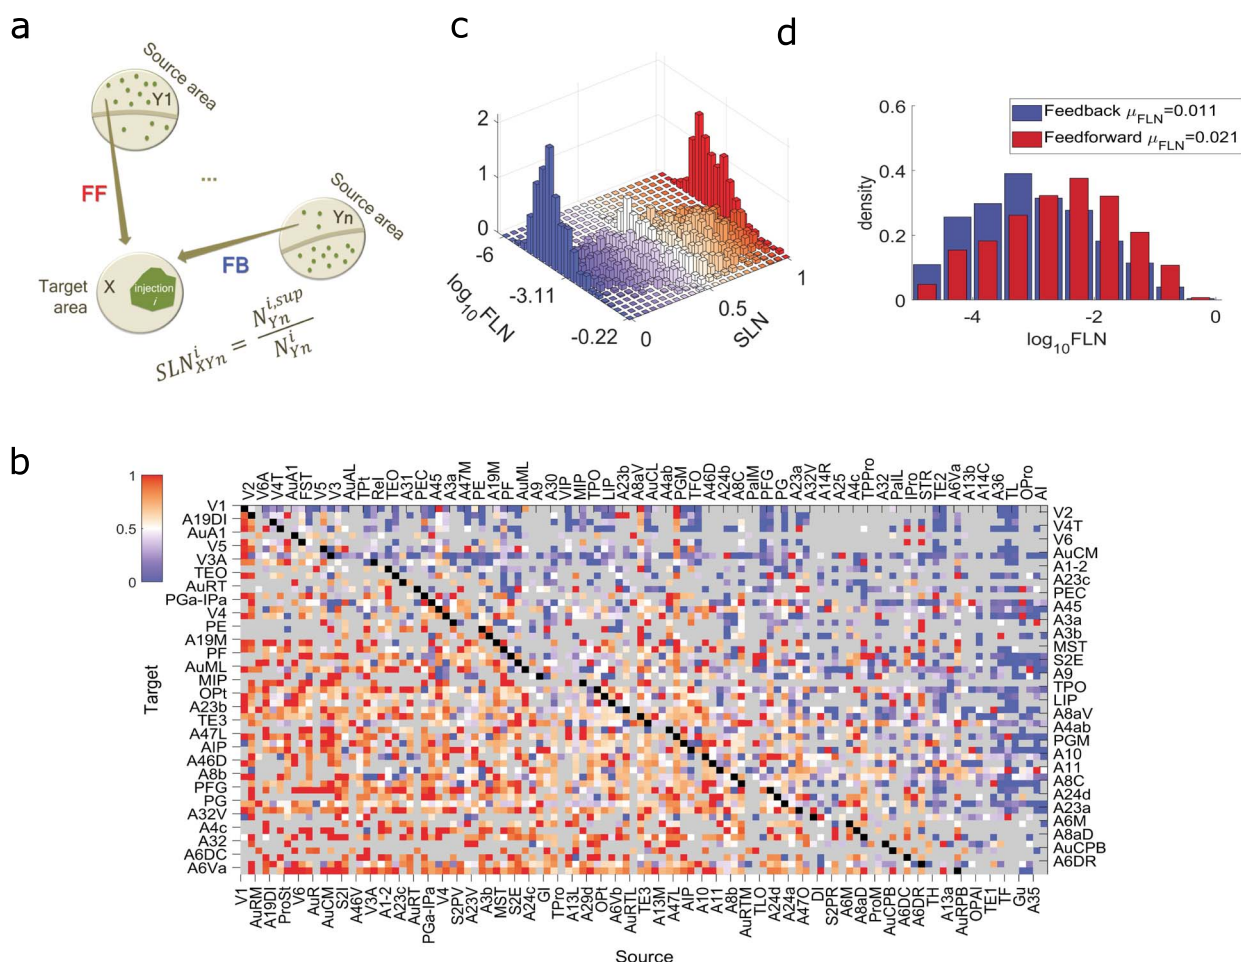 a
Source area
Y1
FF
...
Source area
Yn
FB
Target
area
X
injection
i
SLN^i_XYn = N^i,sup_Yn / N^i_Yn
c
2
1
0
-6
-3.11
-0.22
log10FLN
0
0.5
1
SLN
d
0.6
0.4
0.2
0
density
Feedback μFLN=0.011
Feedforward μFLN=0.021
-4
-2
0
log10FLN
b
1
0.5
0
V2
V6A
V4T
AuA1
FST
V5
V3
AuAL
TPt
ReI
TEO
A31
PEC
A45
A3a
A47M
PE
A19M
PF
AuML
A9
A30
VIP
MIP
TPO
LIP
A23b
A8aV
AuCL
A4ab
PGM
TFO
A46D
A24b
A8C
PalM
PFG
PG
A23a
A32V
A14R
A25
A4c
TPPro
A32
PalL
IPro
STR
TE2
A6Va
A13b
A14C
A36
TL
OPro
AI
V1
A19DI
AuA1
V5
V3A
TEO
AuRT
PGa-IPa
V4
PE
A19M
PF
AuML
MIP
OPt
A23b
TE3
A47L
AIP
A46D
A8b
PFG
PG
A32V
A4c
A32
A6DC
A6Va
Target
V2
V4T
V6
AuCM
A1-2
A23c
PEC
A45
A3a
A3b
MST
S2E
A9
TPO
LIP
A8aV
A4ab
PGM
A10
A11
A8C
A24d
A23a
A6M
A8aD
AuCPB
A6DR
V1
AuRM
A19DI
ProSt
V6
AuR
AuCM
S2I
A46V
V3A
A1-2
A23c
AuRT
PGa-IPa
V4
S2PV
A23V
A3b
MST
S2E
A24c
GI
TPro
A13L
A29d
OPt
A6Vb
AuRTL
TE3
A13M
A47L
AIP
A10
A11
A8b
AuRTM
TLO
A24d
A24a
A47O
DI
S2PR
A6M
A8aD
ProM
AuCPB
A6DC
A6DR
TH
A13a
AuRPB
OPAl
TE1
TF
Gu
A35
Source